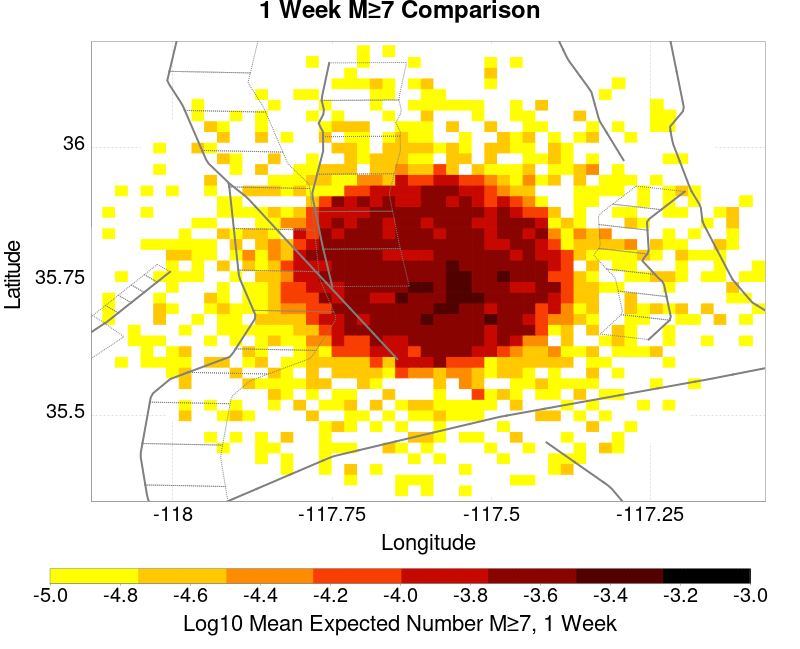 1 Week M≥7 Comparison
36
35.75
35.5
Latitude
-118 -117.75 -117.5 -117.25
Longitude
-5.0 -4.8 -4.6 -4.4 -4.2 -4.0 -3.8 -3.6 -3.4 -3.2 -3.0
Log10 Mean Expected Number M≥7, 1 Week